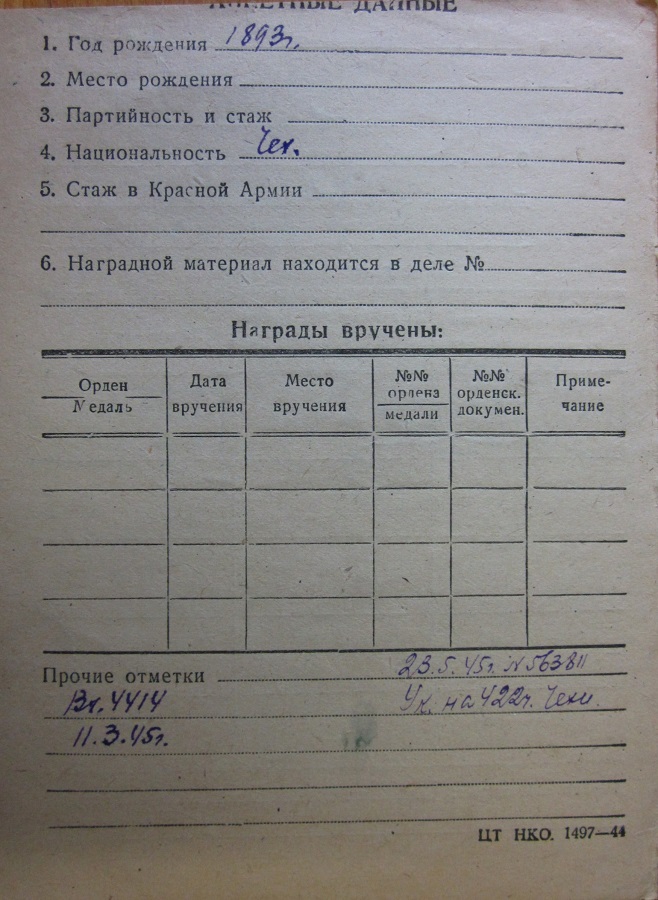 АНКЕТНЫЕ ДАННЫЕ
1. Год рождения 1893г.
2. Место рождения
3. Партийность и стаж
4. Национальность Чех.
5. Стаж в Красной Армии
6. Наградной материал находится в деле №
Награды вручены:
Орден Дата Место №№ №№ Приме-
Медаль вручения вручения ордена орденск. чание
медали докумен.
Прочие отметки 23.5.45г. №563811
Вх. 4414 Ук. на 422ч. Чехи.
11.3.45г.
ЦТ НКО. 1497—44